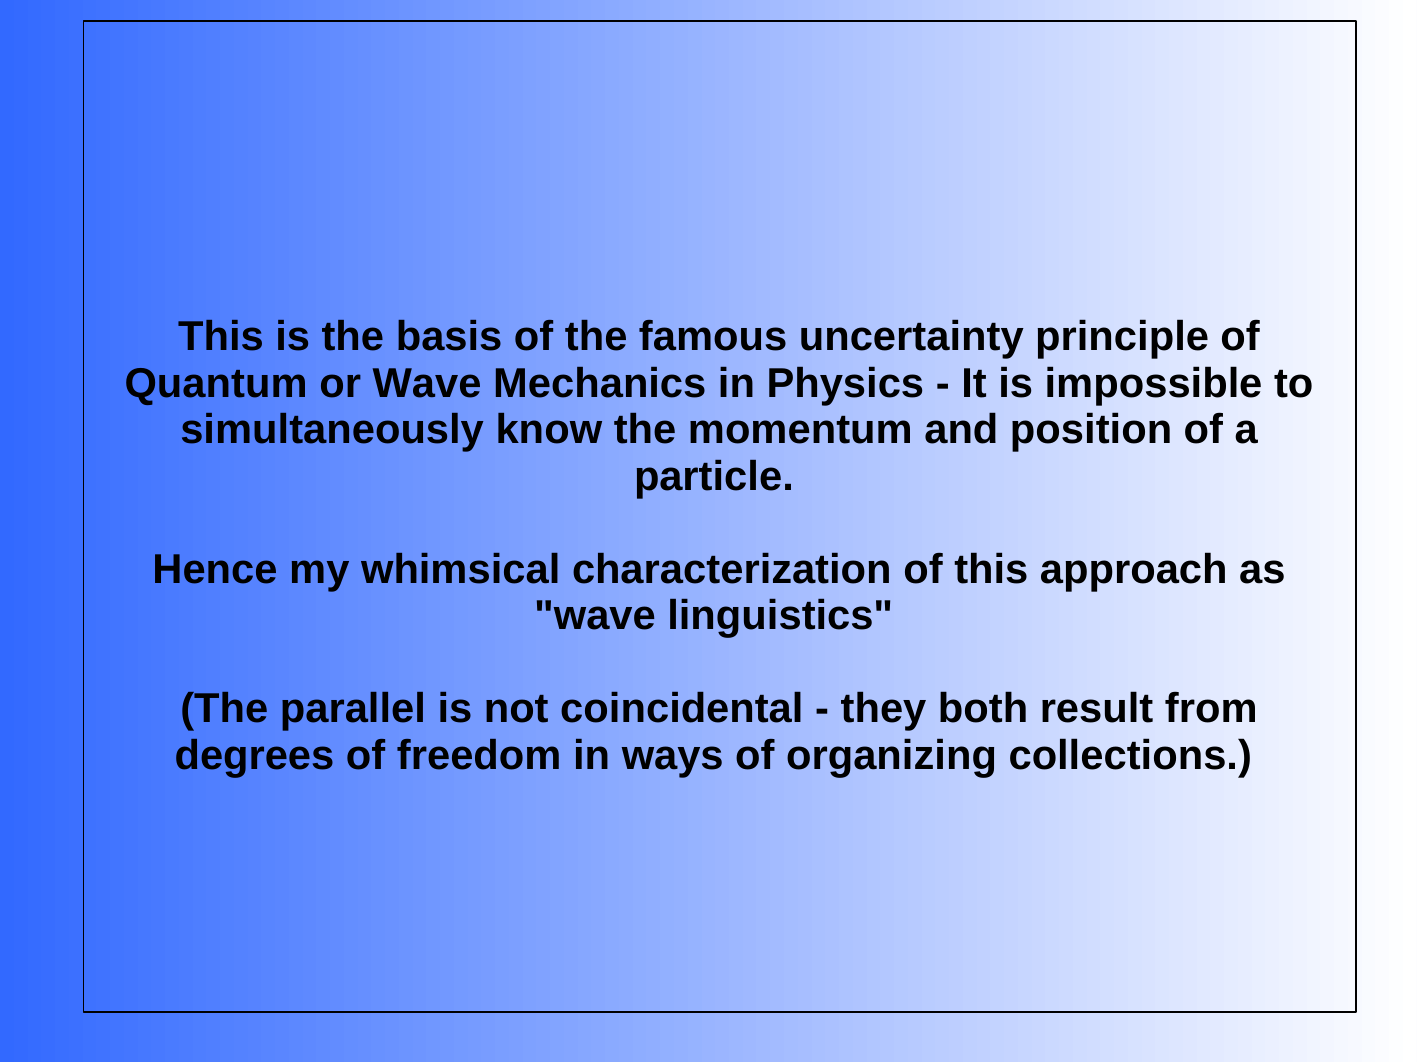 This is the basis of the famous uncertainty principle of
Quantum or Wave Mechanics in Physics - It is impossible to
simultaneously know the momentum and position of a
particle.
Hence my whimsical characterization of this approach as
"wave linguistics"
(The parallel is not coincidental - they both result from
degrees of freedom in ways of organizing collections.)